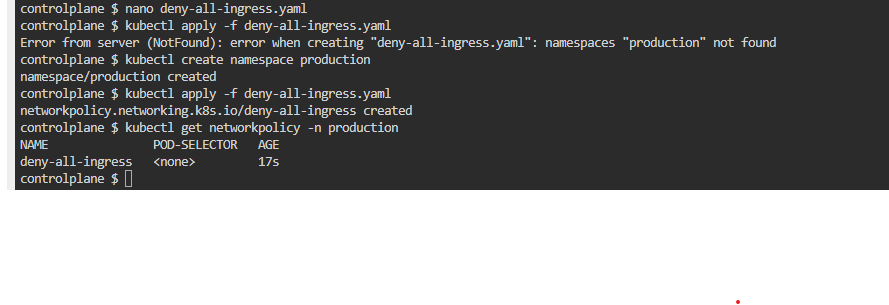 controlplane $ nano deny-all-ingress.yaml
controlplane $ kubectl apply -f deny-all-ingress.yaml
Error from server (NotFound): error when creating "deny-all-ingress.yaml": namespaces "production" not found
controlplane $ kubectl create namespace production
namespace/production created
controlplane $ kubectl apply -f deny-all-ingress.yaml
networkpolicy.networking.k8s.io/deny-all-ingress created
controlplane $ kubectl get networkpolicy -n production
NAME               POD-SELECTOR   AGE
deny-all-ingress   <none>         17s
controlplane $